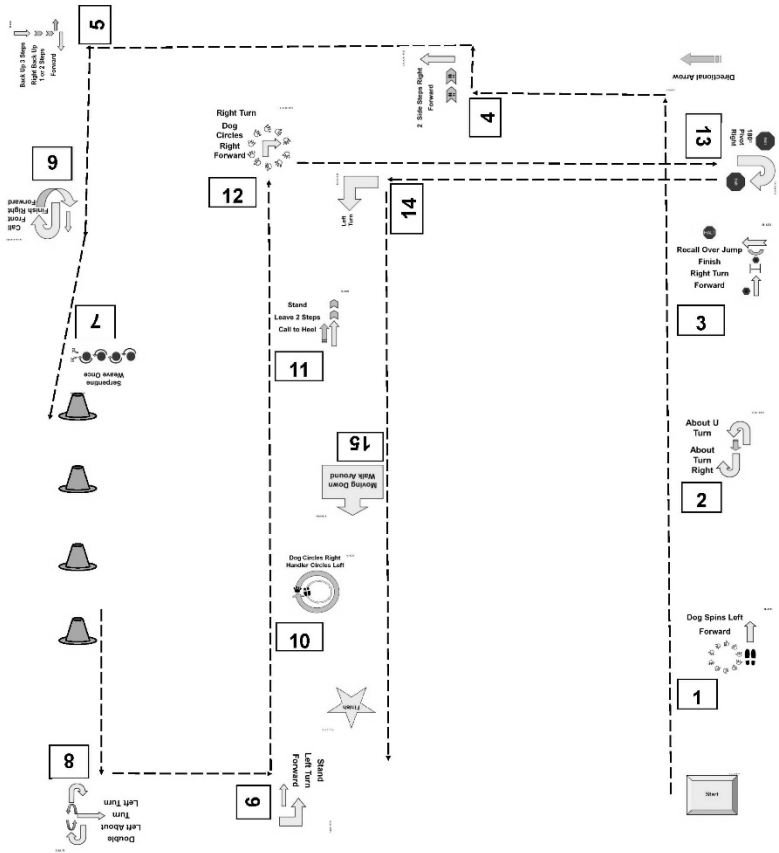 Start
1
Dog Spins Left
Forward
2
About U
Turn
About
Turn
Right
3
HALT
Recall Over Jump
Finish
Right Turn
Forward
Directional Arrow
4
2 Side Steps Right
Forward
5
Back Up 3 Steps
Right Back Up
1 or 2 Steps
Forward
6
Call
Front
Finish Right
Forward
7
Serpentine
Weave Once
8
Double
Left About
Turn
Left Turn
9
Stand
Left Turn
Forward
10
Dog Circles Right
Handler Circles Left
11
Stand
Leave 2 Steps
Call to Heel
12
Right Turn
Dog
Circles
Right
Forward
13
180º
Pivot
Right
14
Left
Turn
15
Moving Down
Walk Around
Finish